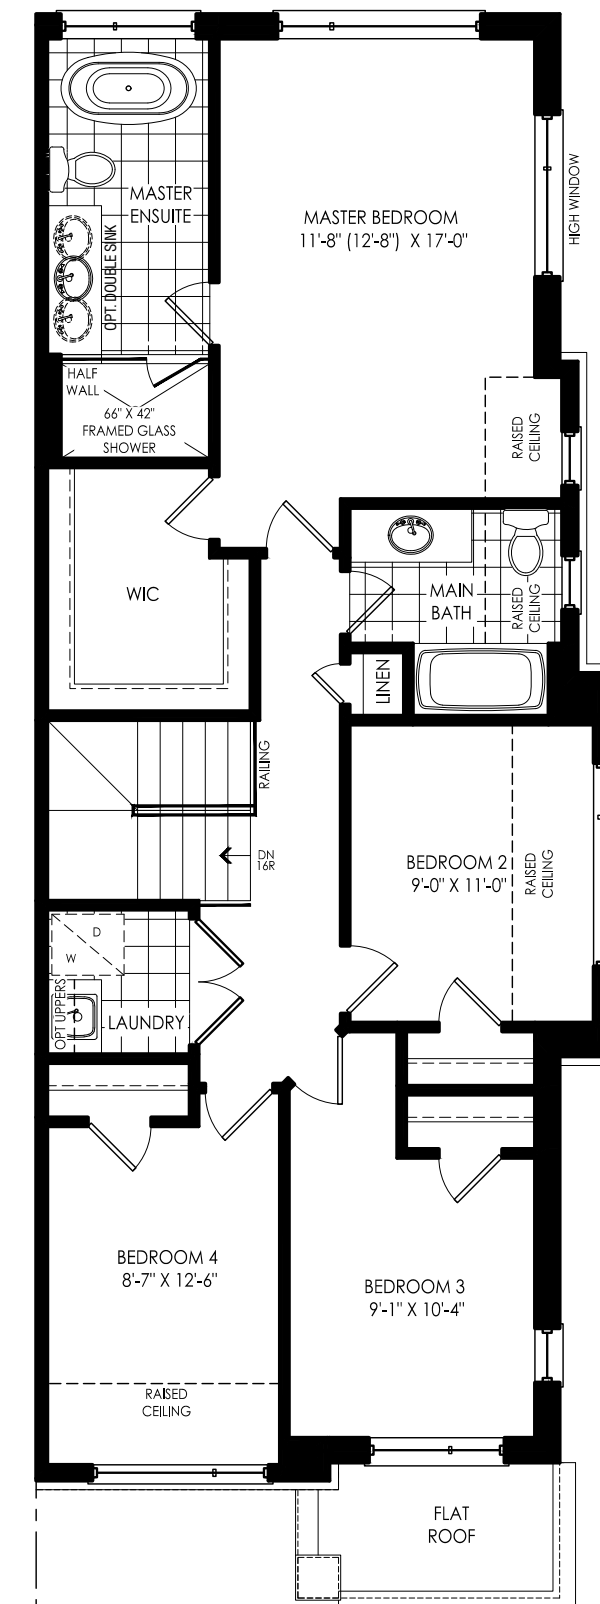 MASTER
ENSUITE
OPT. DOUBLE SINK
MASTER BEDROOM
11'-8" (12'-8") X 17'-0"
HIGH WINDOW
HALF
WALL
66" X 42"
FRAMED GLASS
SHOWER
RAISED
CEILING
WIC
MAIN
BATH
RAISED
CEILING
LINEN
RAILING
DN
16R
BEDROOM 2
9'-0" X 11'-0"
RAISED
CEILING
D
W
OPT UPPERS
LAUNDRY
BEDROOM 4
8'-7" X 12'-6"
BEDROOM 3
9'-1" X 10'-4"
RAISED
CEILING
FLAT
ROOF